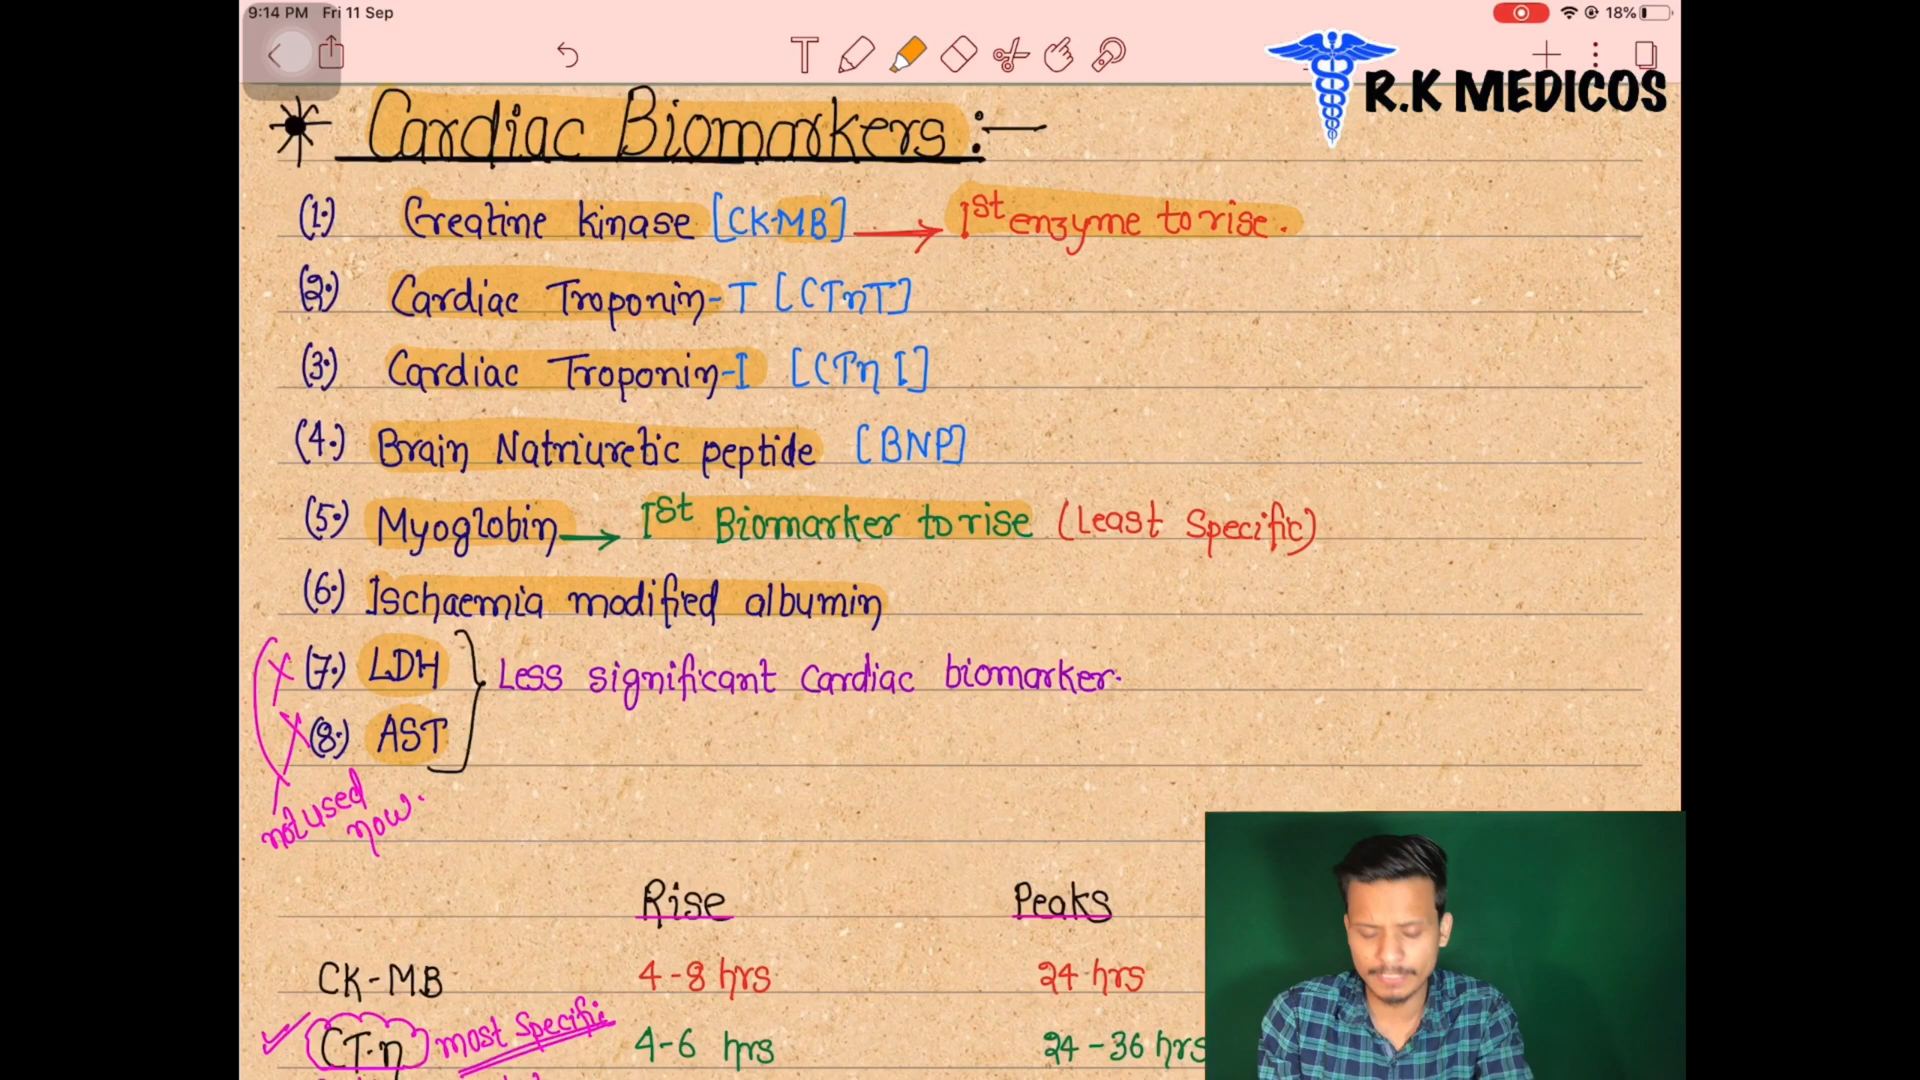 9:14 PM Fri 11 Sep
18%
R.K MEDICOS
Cardiac Biomarkers :-
(1.) Creatine kinase [CK-MB] → 1st enzyme to rise.
(2.) Cardiac Troponin-T [CTnT]
(3.) Cardiac Troponin-I [CTn I]
(4.) Brain Natriuretic peptide [BNP]
(5.) Myoglobin → 1st Biomarker to rise (Least Specific)
(6.) Ischaemia modified albumin
(7.) LDH
Less significant Cardiac biomarker.
(8.) AST
not used
now.
Rise Peaks
CK-MB 4-8 hrs 24 hrs
CT-n most Specific 4-6 hrs 24-36 hrs